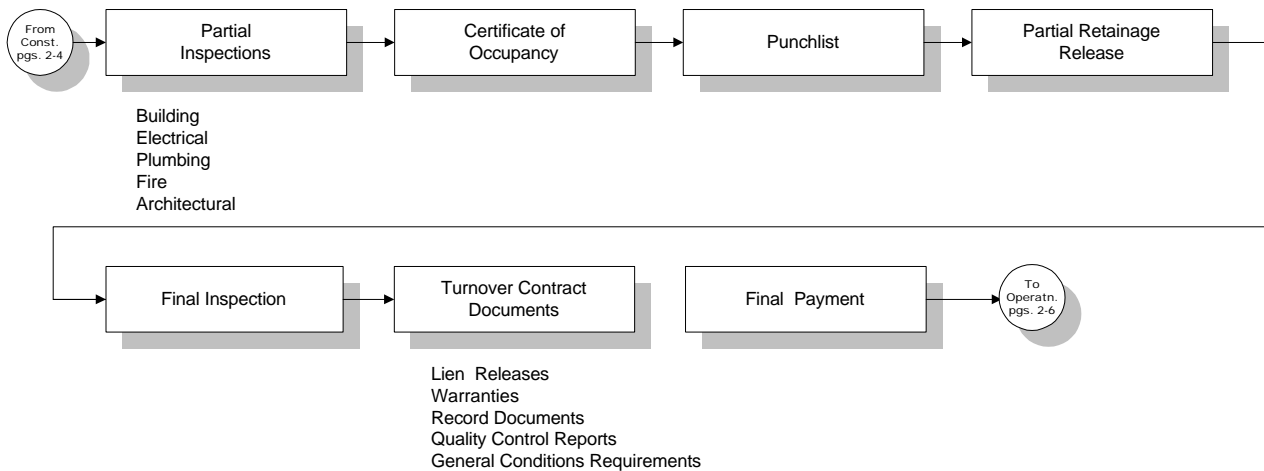 From
Const.
pgs. 2-4
Partial
Inspections
Certificate of
Occupancy
Punchlist
Partial Retainage
Release
Building
Electrical
Plumbing
Fire
Architectural
Final Inspection
Turnover Contract
Documents
Final Payment
To
Operatn.
pgs. 2-6
Lien Releases
Warranties
Record Documents
Quality Control Reports
General Conditions Requirements